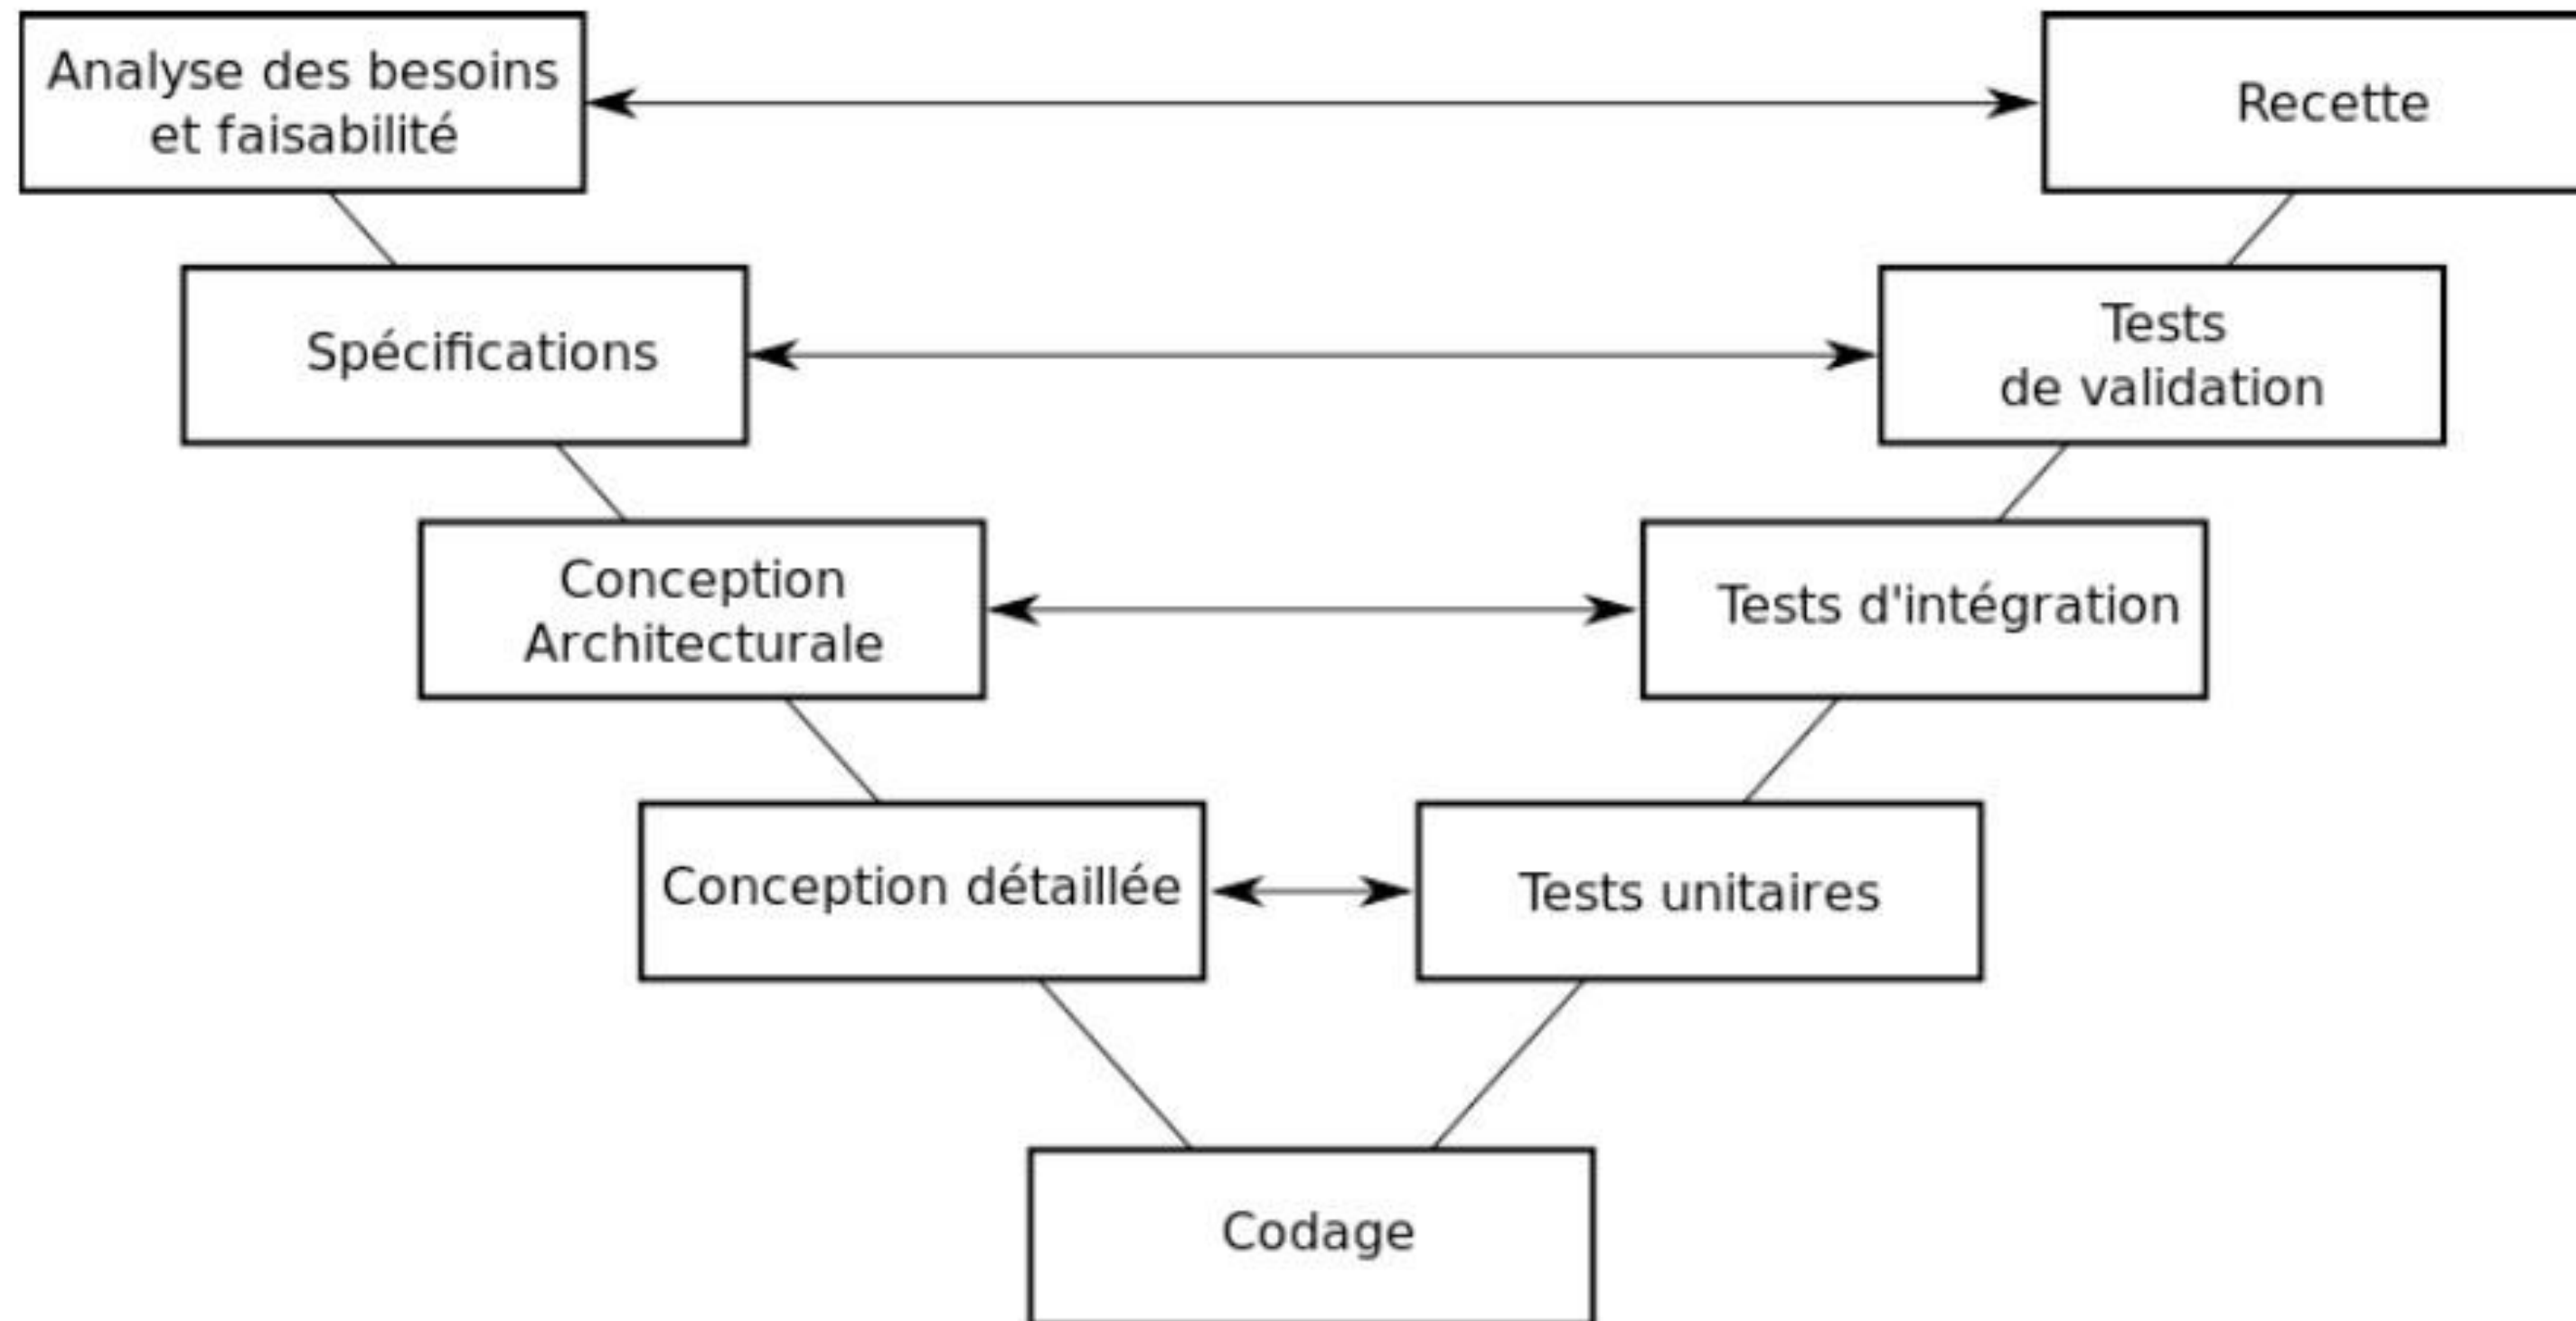 Analyse des besoins
et faisabilité
Recette
Spécifications
Tests
de validation
Conception
Architecturale
Tests d'intégration
Conception détaillée
Tests unitaires
Codage